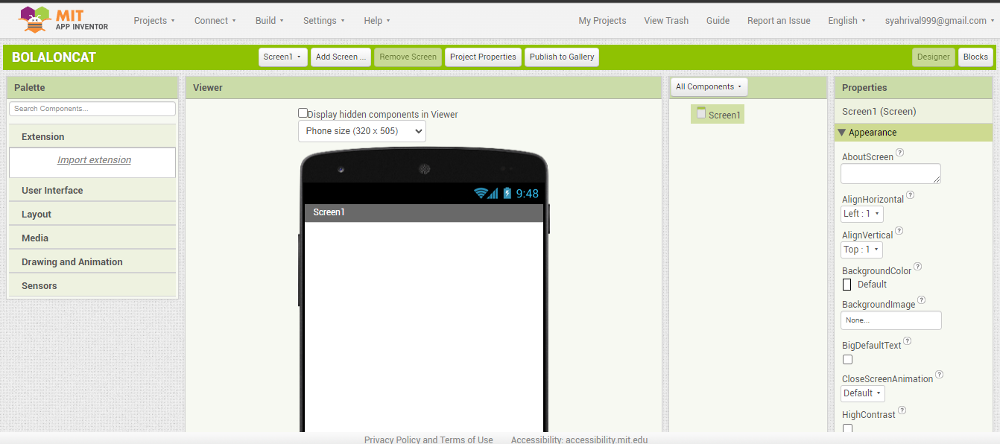 MIT
APP INVENTOR
Projects Connect Build Settings Help My Projects View Trash Guide Report an Issue English syahrival999@gmail.com
BOLALONCAT Screen1 Add Screen ... Remove Screen Project Properties Publish to Gallery Designer Blocks
Palette
Search Components...
Extension
Import extension
User Interface
Layout
Media
Drawing and Animation
Sensors
Viewer
Display hidden components in Viewer
Phone size (320 x 505)
9:48
Screen1
All Components
Screen1
Properties
Screen1 (Screen)
Appearance
AboutScreen ?
AlignHorizontal ?
Left : 1
AlignVertical ?
Top : 1
BackgroundColor ?
Default
BackgroundImage ?
None...
BigDefaultText ?
CloseScreenAnimation ?
Default
HighContrast ?
Privacy Policy and Terms of Use Accessibility: accessibility.mit.edu